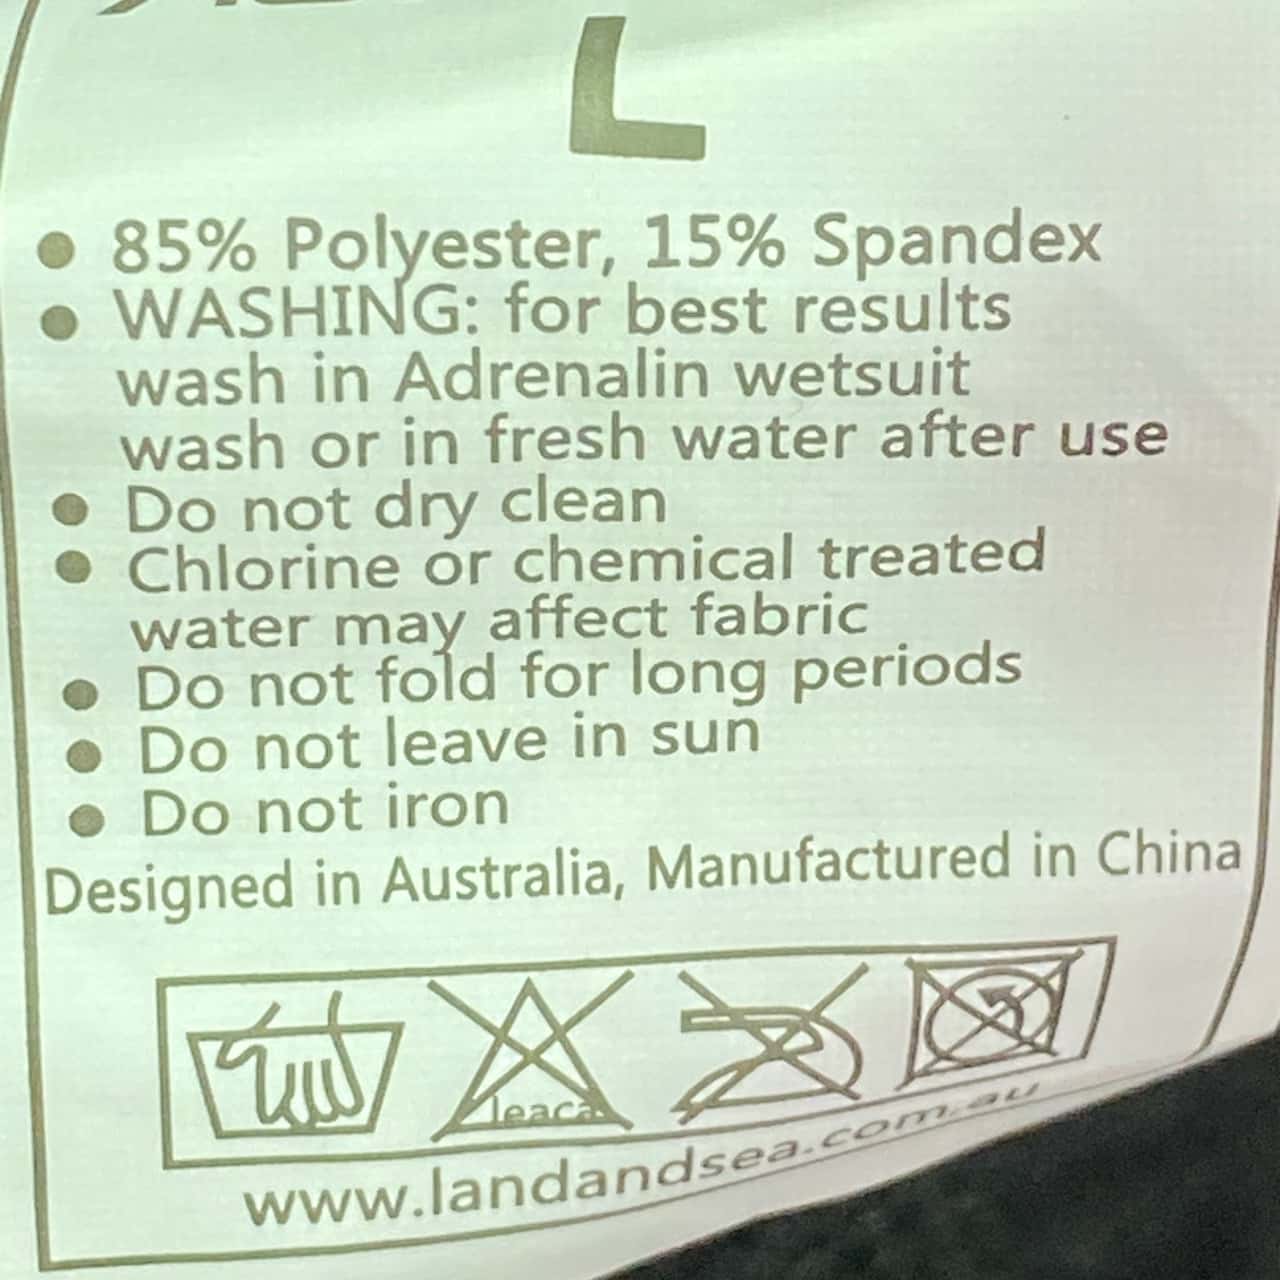 L
• 85% Polyester, 15% Spandex
• WASHING: for best results
wash in Adrenalin wetsuit
wash or in fresh water after use
• Do not dry clean
• Chlorine or chemical treated
water may affect fabric
• Do not fold for long periods
• Do not leave in sun
• Do not iron
Designed in Australia, Manufactured in China
leaca
www.landandsea.com.au